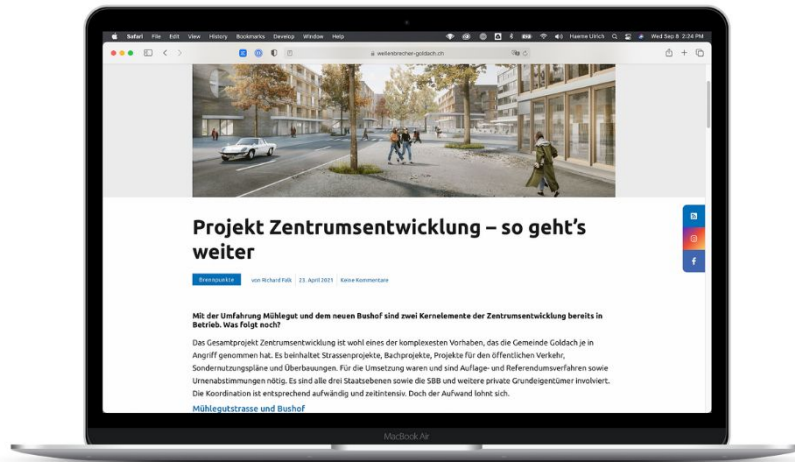 Safari File Edit View History Bookmarks Develop Window Help Haeme Ulrich Wed Sep 8 2:24 PM
wellenbrecher-goldach.ch
Projekt Zentrumsentwicklung – so geht’s
weiter
Brennpunkte von Richard Falk 23. April 2021 Keine Kommentare
Mit der Umfahrung Mühlegut und dem neuen Bushof sind zwei Kernelemente der Zentrumsentwicklung bereits in
Betrieb. Was folgt noch?
Das Gesamtprojekt Zentrumsentwicklung ist wohl eines der komplexesten Vorhaben, das die Gemeinde Goldach je in
Angriff genommen hat. Es beinhaltet Strassenprojekte, Bachprojekte, Projekte für den öffentlichen Verkehr,
Sondernutzungspläne und Überbauungen. Für die Umsetzung waren und sind Auflage- und Referendumsverfahren sowie
Urnenabstimmungen nötig. Es sind alle drei Staatsebenen sowie die SBB und weitere private Grundeigentümer involviert.
Die Koordination ist entsprechend aufwändig und zeitintensiv. Doch der Aufwand lohnt sich.
Mühlegutstrasse und Bushof
MacBook Air